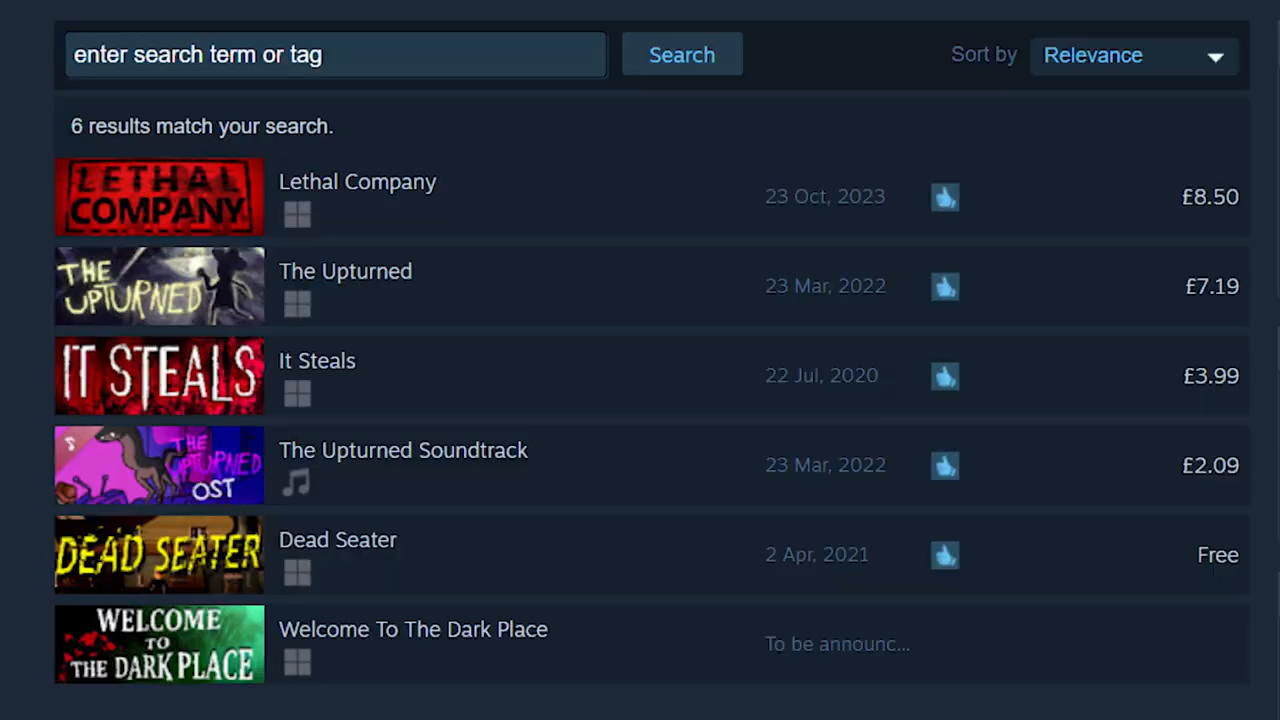 enter search term or tag
Search
Sort by
Relevance
6 results match your search.
LETHAL
COMPANY
Lethal Company
23 Oct, 2023
£8.50
THE
UPTURNED
The Upturned
23 Mar, 2022
£7.19
IT STEALS
It Steals
22 Jul, 2020
£3.99
THE
UPTURNED
OST
The Upturned Soundtrack
23 Mar, 2022
£2.09
DEAD SEATER
Dead Seater
2 Apr, 2021
Free
WELCOME
TO
THE DARK PLACE
Welcome To The Dark Place
To be announc...